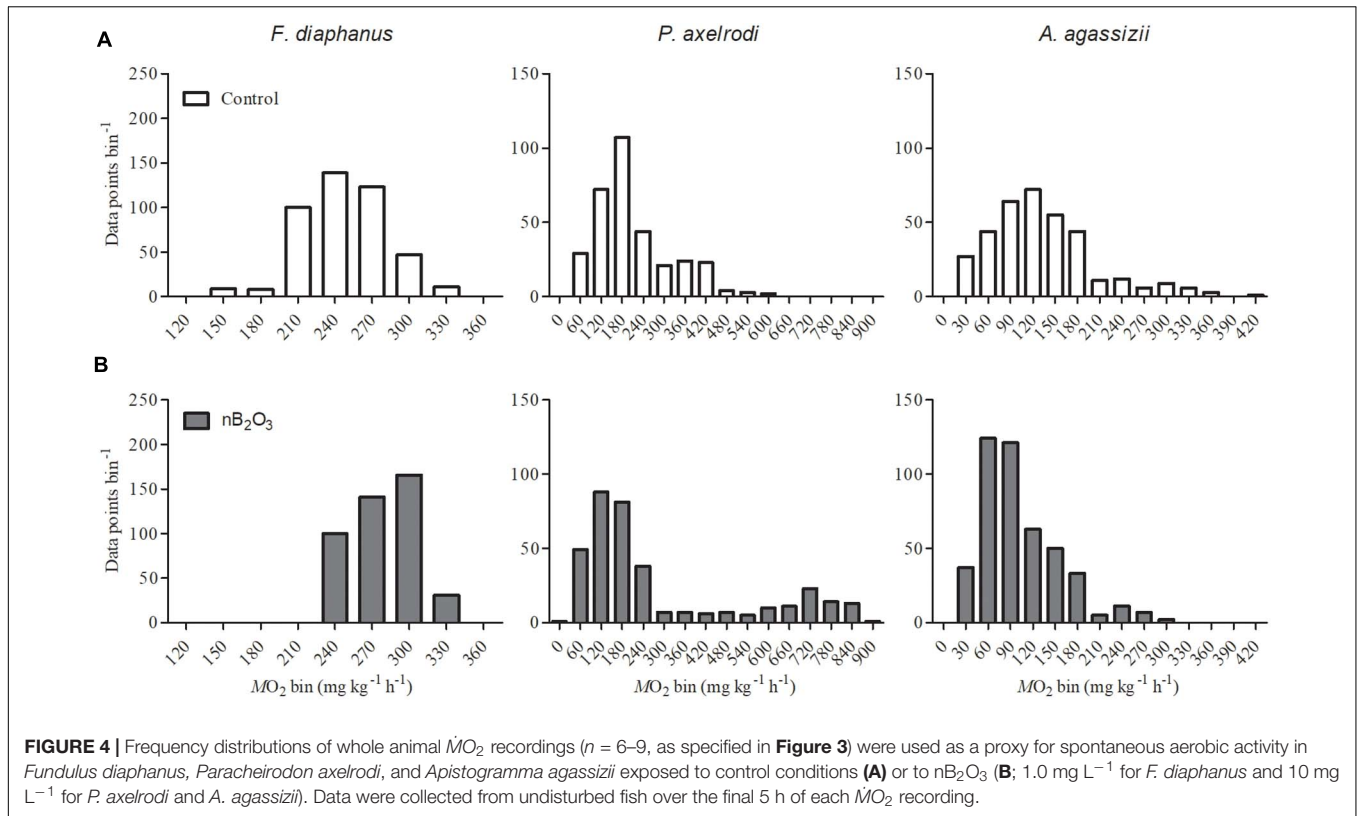 F. diaphanus P. axelrodi A. agassizii
A
250 200 150 100 50 0
Data points bin⁻¹
Control
120 150 180 210 240 270 300 330 360
150 100 50 0
0 60 120 180 240 300 360 420 480 540 600 660 720 780 840 900
150 100 50 0
0 30 60 90 120 150 180 210 240 270 300 330 360 390 420
B
250 200 150 100 50 0
Data points bin⁻¹
nB₂O₃
120 150 180 210 240 270 300 330 360
MO₂ bin (mg kg⁻¹ h⁻¹)
150 100 50 0
0 60 120 180 240 300 360 420 480 540 600 660 720 780 840 900
MO₂ bin (mg kg⁻¹ h⁻¹)
150 100 50 0
0 30 60 90 120 150 180 210 240 270 300 330 360 390 420
MO₂ bin (mg kg⁻¹ h⁻¹)
FIGURE 4 | Frequency distributions of whole animal ṀO₂ recordings (n = 6–9, as specified in Figure 3) were used as a proxy for spontaneous aerobic activity in
Fundulus diaphanus, Paracheirodon axelrodi, and Apistogramma agassizii exposed to control conditions (A) or to nB₂O₃ (B; 1.0 mg L⁻¹ for F. diaphanus and 10 mg
L⁻¹ for P. axelrodi and A. agassizii). Data were collected from undisturbed fish over the final 5 h of each ṀO₂ recording.